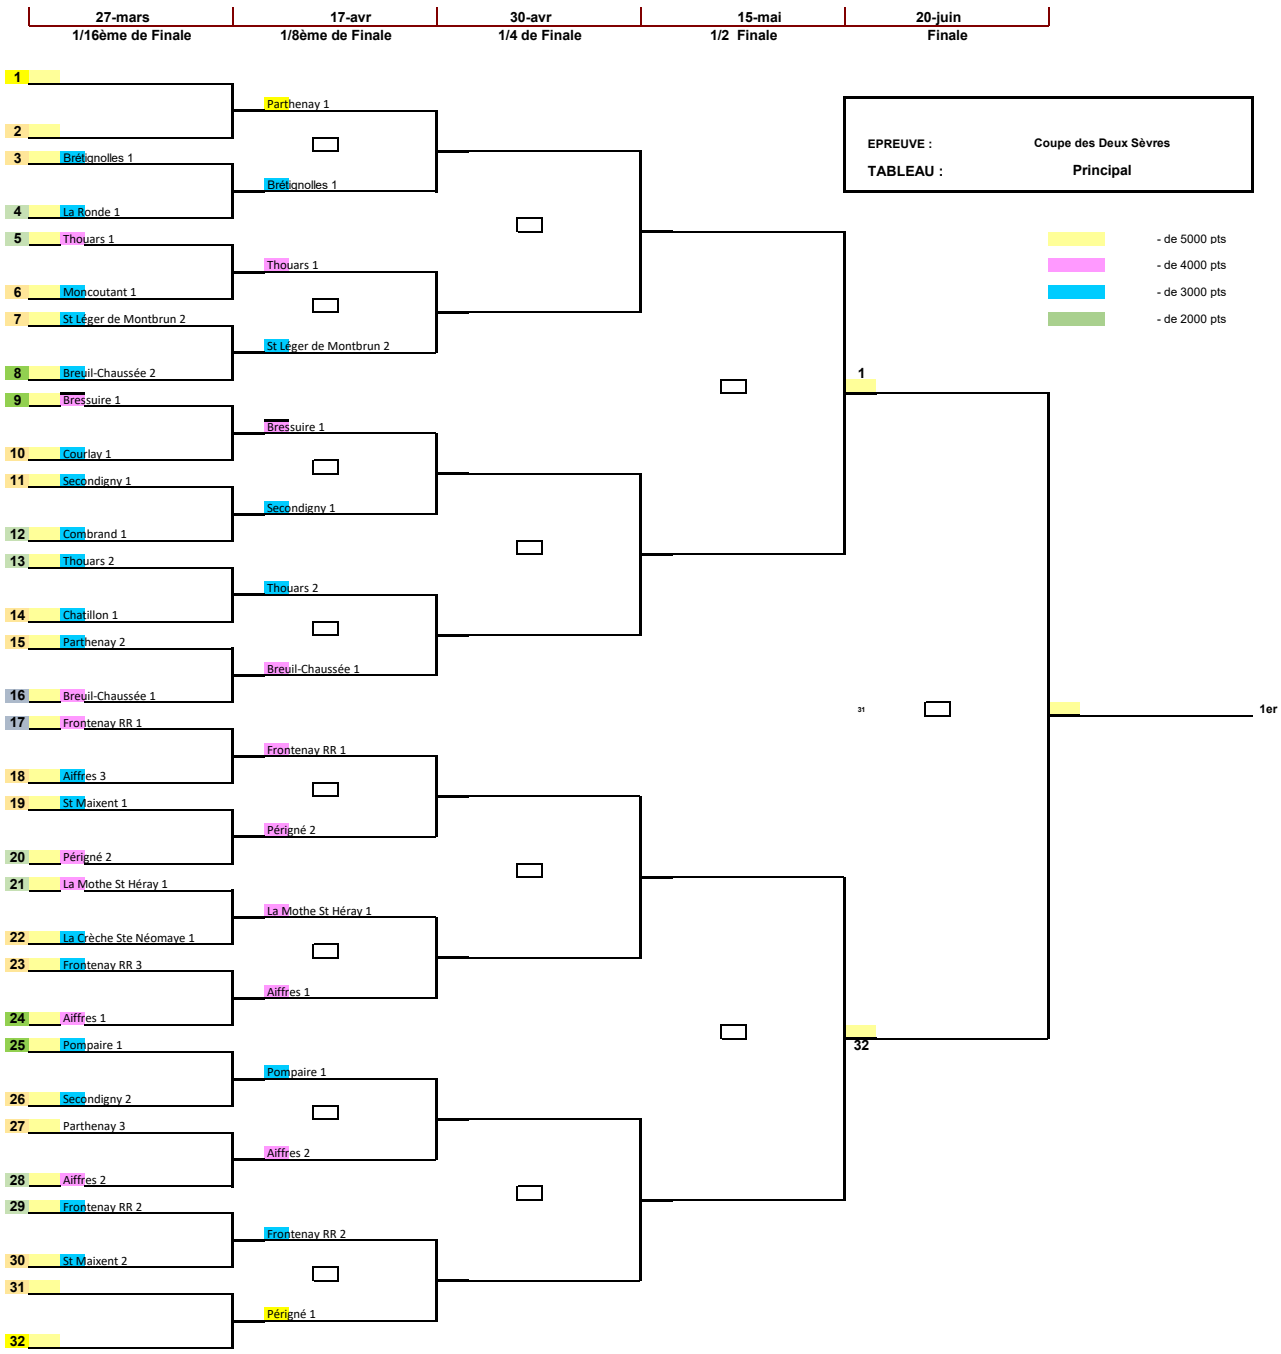 27-mars 17-avr 30-avr 15-mai 20-juin
1/16ème de Finale 1/8ème de Finale 1/4 de Finale 1/2 Finale Finale
1
Parthenay 1
2
EPREUVE : Coupe des Deux Sèvres
3 Brétignolles 1
TABLEAU : Principal
Brétignolles 1
4 La Ronde 1
5 Thouars 1
- de 5000 pts
Thouars 1
- de 4000 pts
6 Moncoutant 1
- de 3000 pts
7 St Léger de Montbrun 2
- de 2000 pts
St Léger de Montbrun 2
8 Breuil-Chaussée 2
1
9 Bressuire 1
Bressuire 1
10 Courlay 1
11 Secondigny 1
Secondigny 1
12 Combrand 1
13 Thouars 2
Thouars 2
14 Chatillon 1
15 Parthenay 2
Breuil-Chaussée 1
16 Breuil-Chaussée 1
31
1er
17 Frontenay RR 1
Frontenay RR 1
18 Aiffres 3
19 St Maixent 1
Périgné 2
20 Périgné 2
21 La Mothe St Héray 1
La Mothe St Héray 1
22 La Crèche Ste Néomaye 1
23 Frontenay RR 3
Aiffres 1
24 Aiffres 1
25 Pompaire 1
32
Pompaire 1
26 Secondigny 2
27 Parthenay 3
Aiffres 2
28 Aiffres 2
29 Frontenay RR 2
Frontenay RR 2
30 St Maixent 2
31
Périgné 1
32